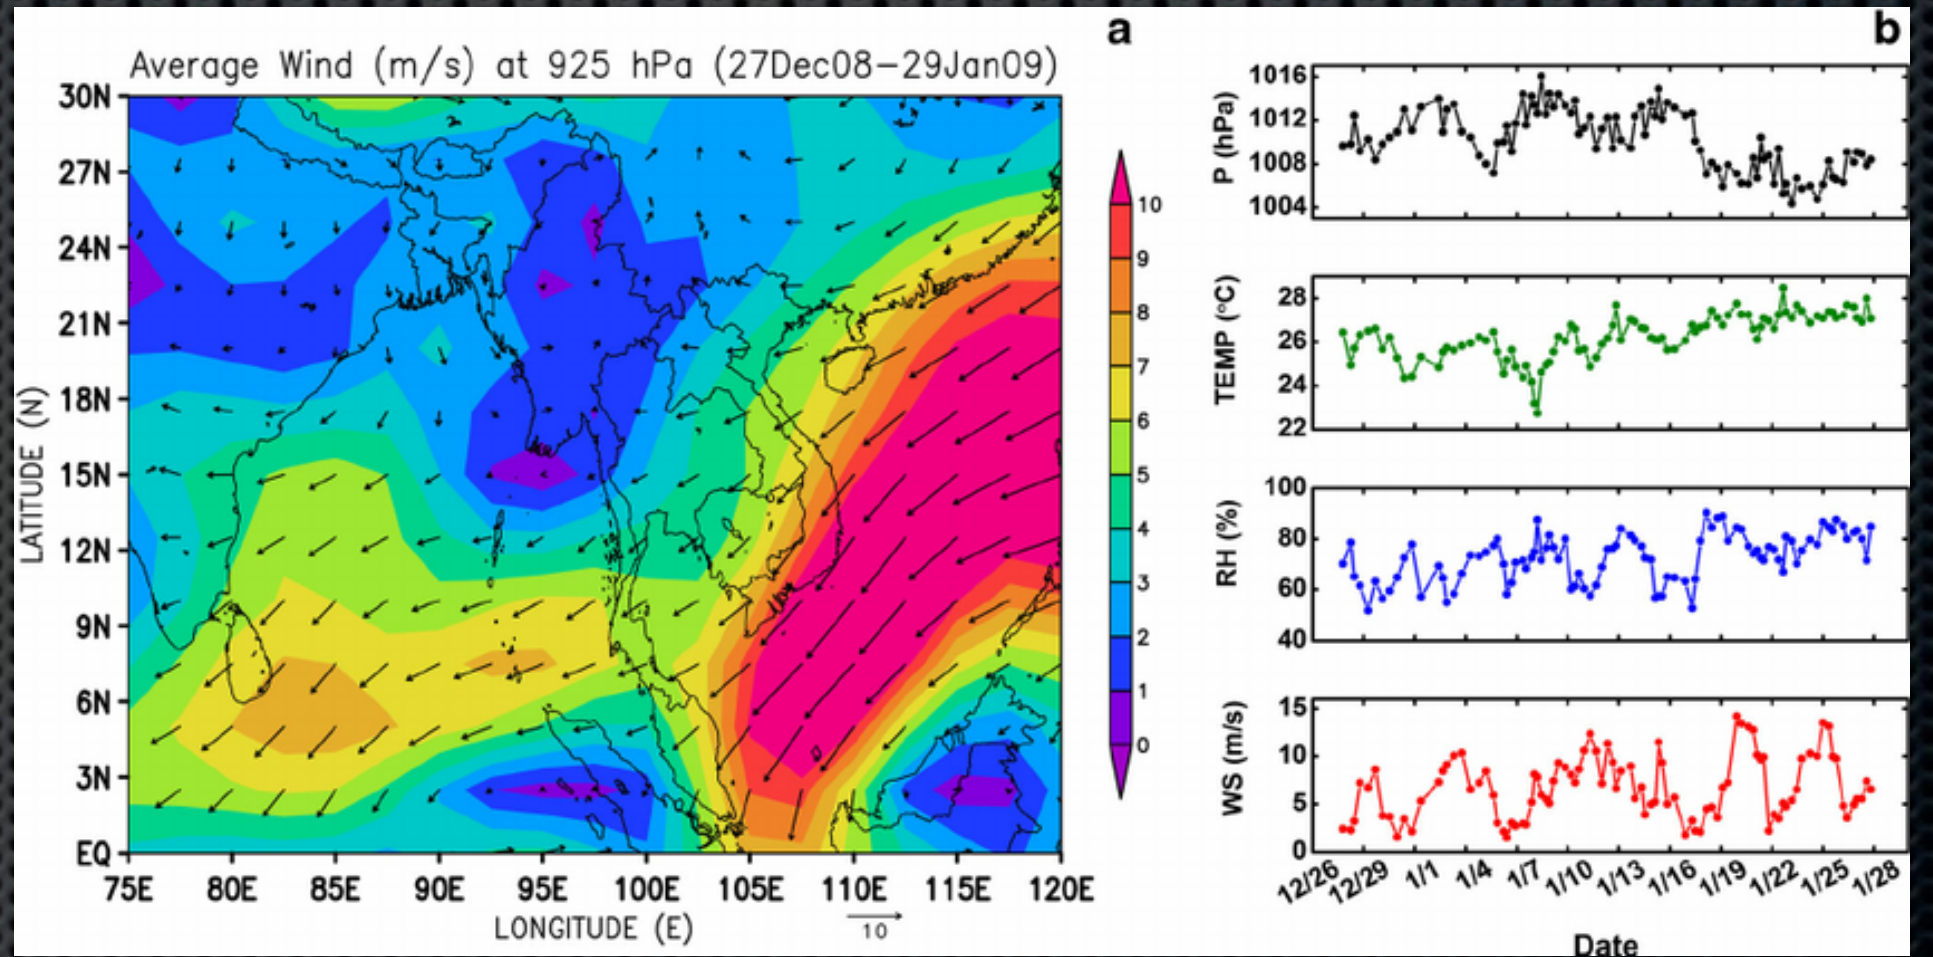 a
Average Wind (m/s) at 925 hPa (27Dec08-29Jan09)
LATITUDE (N)
30N
27N
24N
21N
18N
15N
12N
9N
6N
3N
EQ
75E 80E 85E 90E 95E 100E 105E 110E 115E 120E
LONGITUDE (E)
10
10
9
8
7
6
5
4
3
2
1
0
b
P (hPa)
1016
1012
1008
1004
TEMP (°C)
28
26
24
22
RH (%)
100
80
60
40
WS (m/s)
15
10
5
0
12/26 12/29 1/1 1/4 1/7 1/10 1/13 1/16 1/19 1/22 1/25 1/28
Date